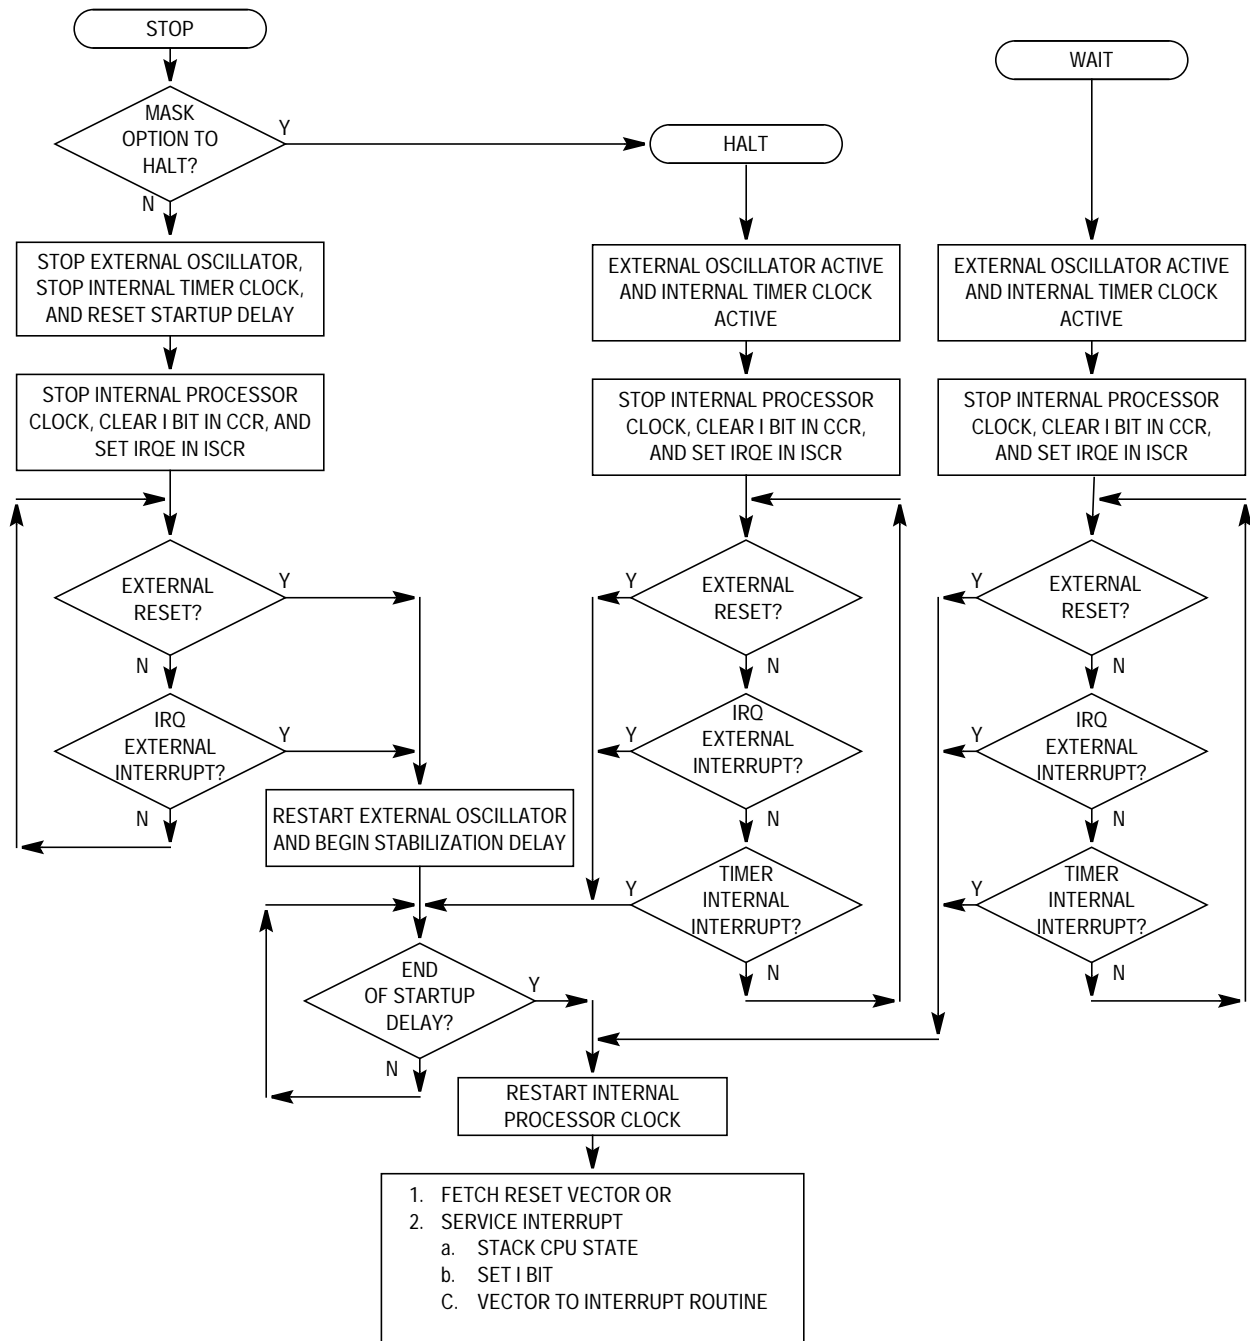 STOP
MASK
OPTION TO
HALT?
Y
N
HALT
WAIT
STOP EXTERNAL OSCILLATOR,
STOP INTERNAL TIMER CLOCK,
AND RESET STARTUP DELAY
STOP INTERNAL PROCESSOR
CLOCK, CLEAR I BIT IN CCR, AND
SET IRQE IN ISCR
EXTERNAL
RESET?
Y
N
IRQ
EXTERNAL
INTERRUPT?
Y
N
RESTART EXTERNAL OSCILLATOR
AND BEGIN STABILIZATION DELAY
END
OF STARTUP
DELAY?
Y
N
EXTERNAL OSCILLATOR ACTIVE
AND INTERNAL TIMER CLOCK
ACTIVE
STOP INTERNAL PROCESSOR
CLOCK, CLEAR I BIT IN CCR,
AND SET IRQE IN ISCR
EXTERNAL
RESET?
Y
N
IRQ
EXTERNAL
INTERRUPT?
Y
N
TIMER
INTERNAL
INTERRUPT?
Y
N
EXTERNAL OSCILLATOR ACTIVE
AND INTERNAL TIMER CLOCK
ACTIVE
STOP INTERNAL PROCESSOR
CLOCK, CLEAR I BIT IN CCR,
AND SET IRQE IN ISCR
EXTERNAL
RESET?
Y
N
IRQ
EXTERNAL
INTERRUPT?
Y
N
TIMER
INTERNAL
INTERRUPT?
Y
N
RESTART INTERNAL
PROCESSOR CLOCK
1. FETCH RESET VECTOR OR
2. SERVICE INTERRUPT
a. STACK CPU STATE
b. SET I BIT
C. VECTOR TO INTERRUPT ROUTINE